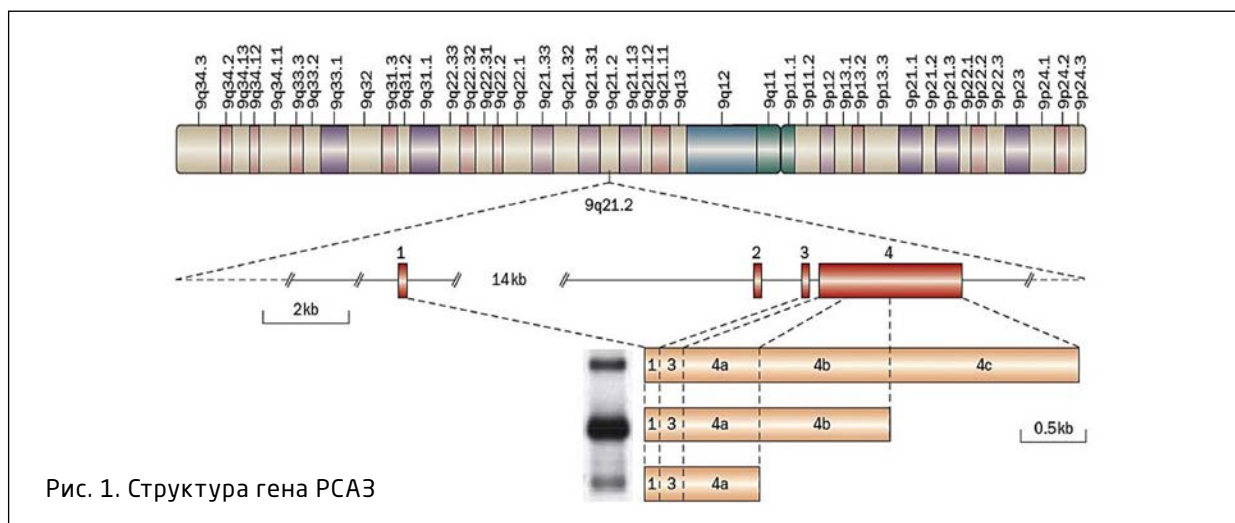 9q34.3 9q34.2 9q34.13 9q34.12 9q34.11 9q33.3 9q33.2 9q33.1 9q32 9q31.3 9q31.2 9q31.1 9q22.33 9q22.32 9q22.31 9q22.2 9q22.1 9q21.33 9q21.32 9q21.31 9q21.2 9q21.13 9q21.12 9q21.11 9q13 9q12 9q11 9p11.1 9p11.2 9p12 9p13.1 9p13.2 9p13.3 9p21.1 9p21.2 9p21.3 9p22.1 9p22.2 9p22.3 9p23 9p24.1 9p24.2 9p24.3
9q21.2
1 2 3 4
14kb
2kb
1 3 4a 4b 4c
1 3 4a 4b
0.5kb
1 3 4a
Рис. 1. Структура гена PCA3